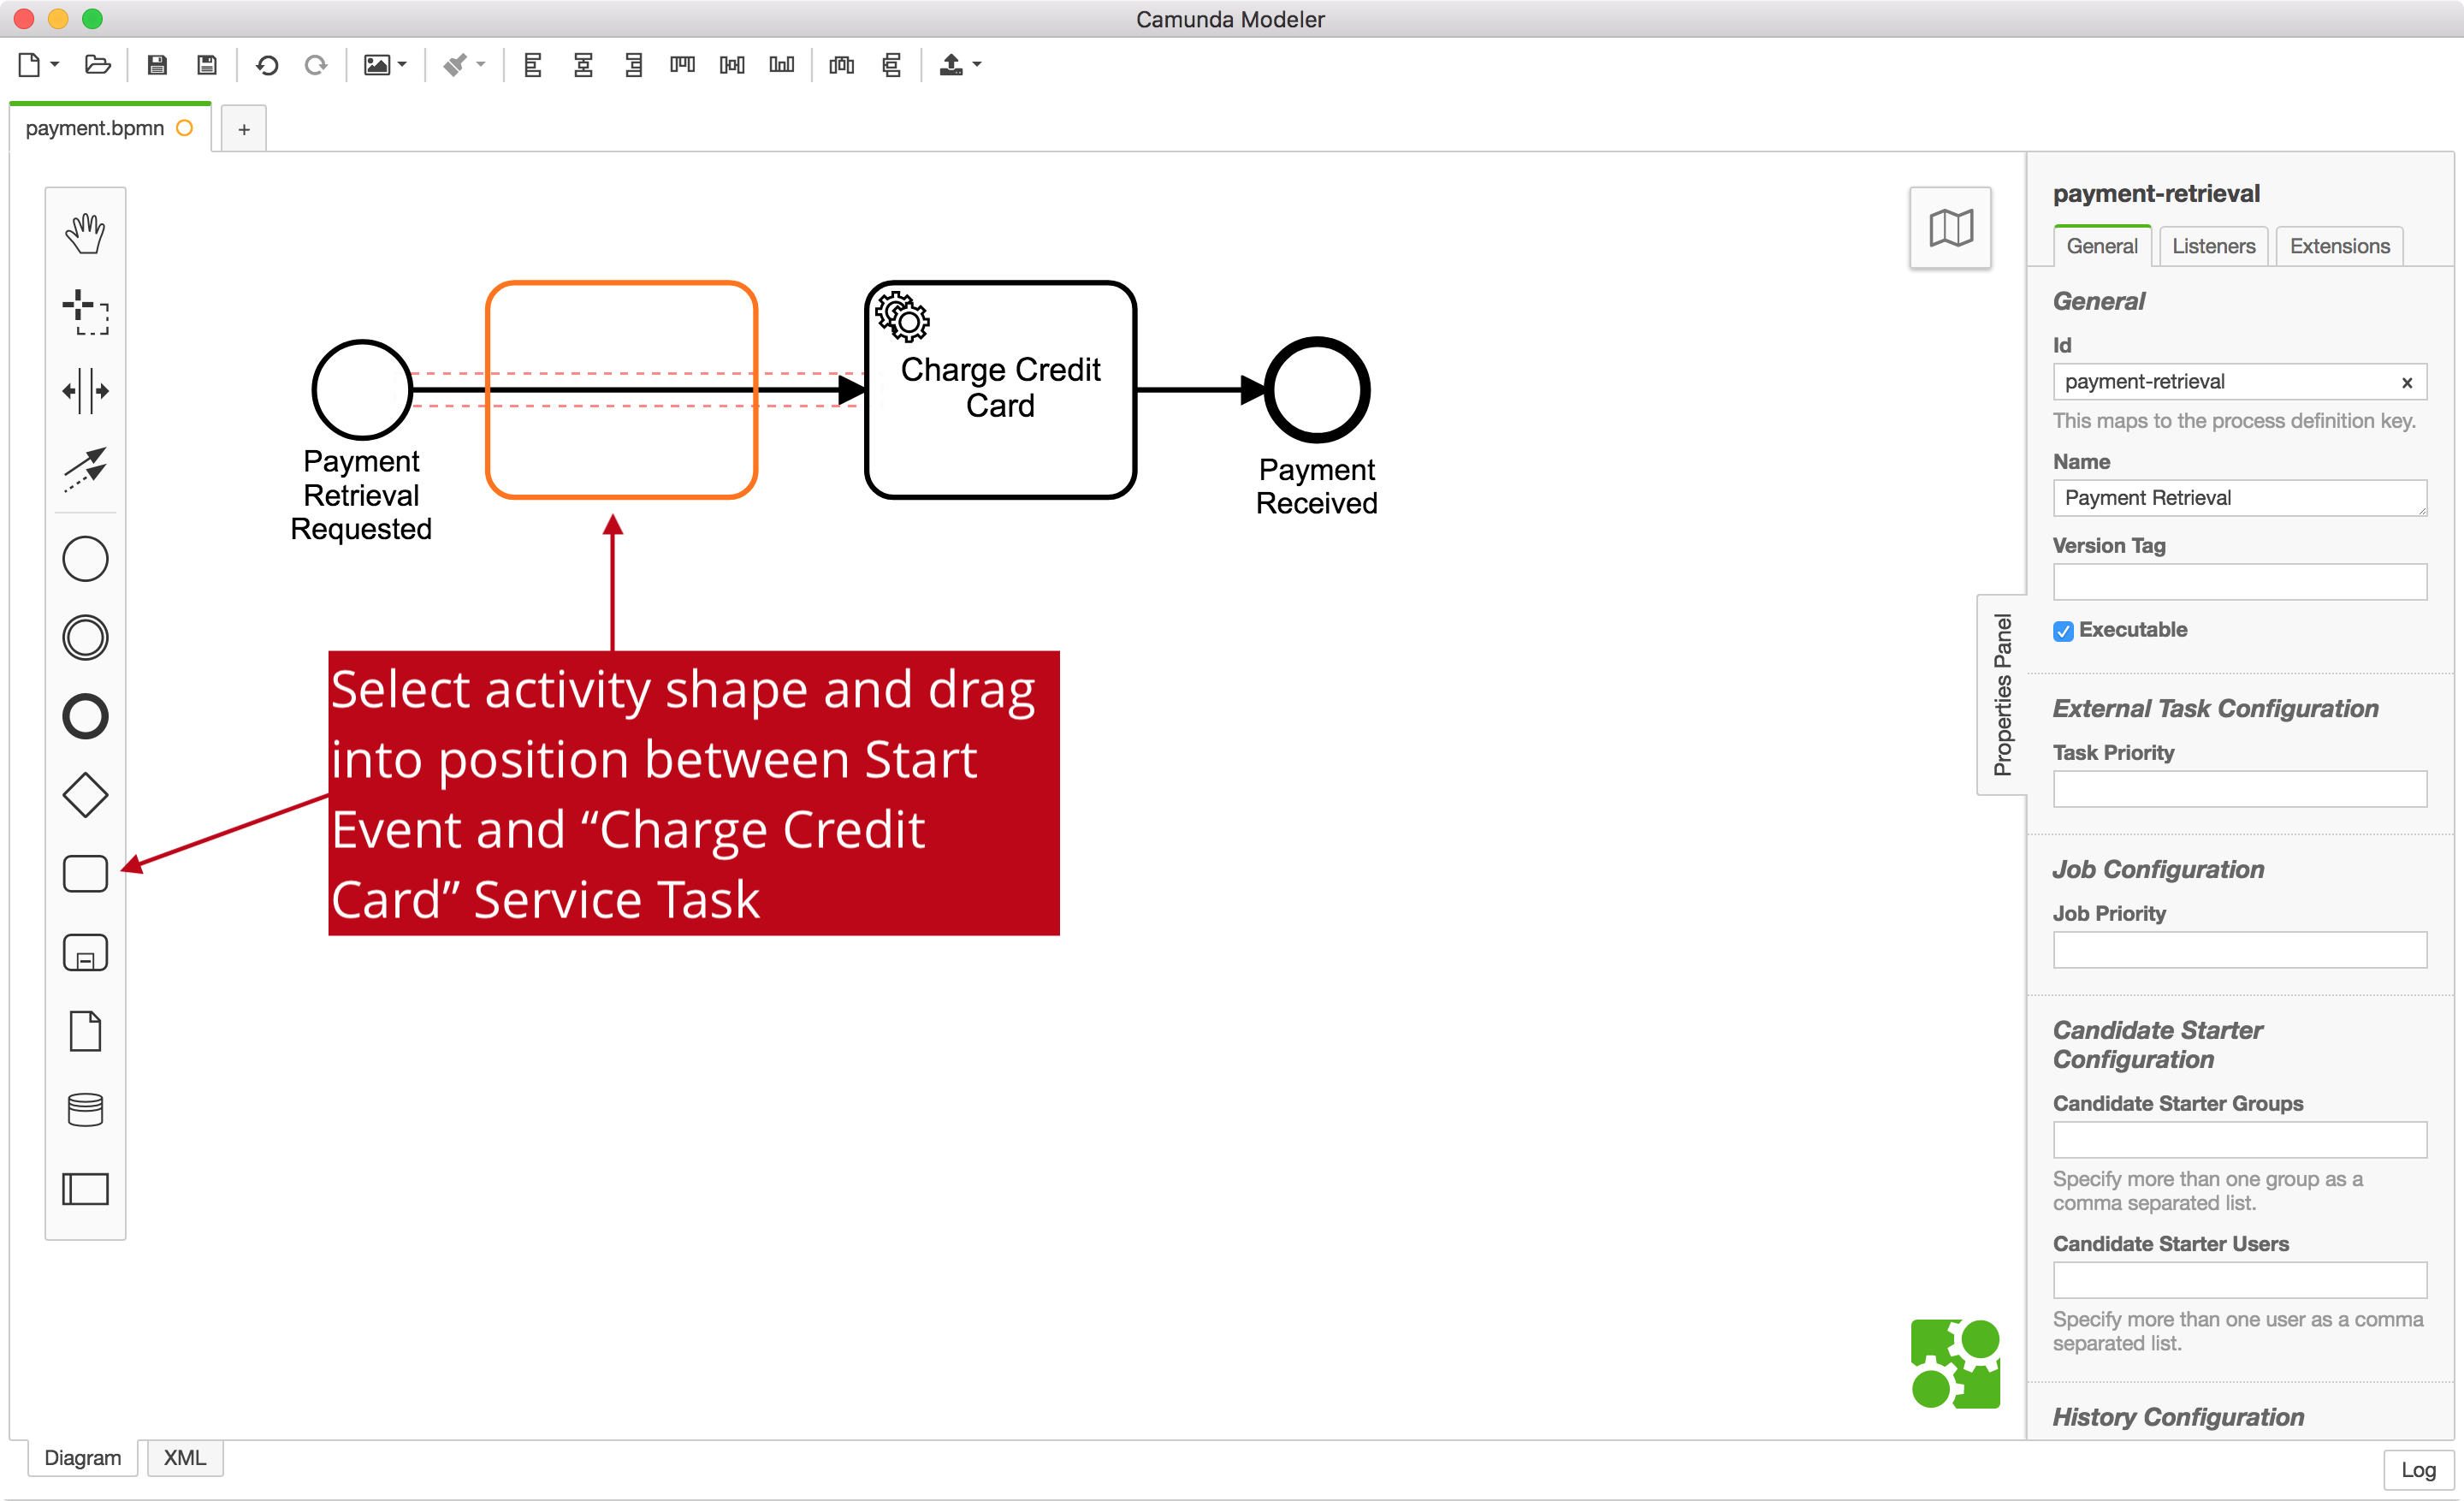 Camunda Modeler
payment.bpmn
+
Payment
Retrieval
Requested
Charge Credit
Card
Payment
Received
Select activity shape and drag
into position between Start
Event and “Charge Credit
Card” Service Task
Properties Panel
payment-retrieval
General Listeners Extensions
General
Id
payment-retrieval x
This maps to the process definition key.
Name
Payment Retrieval
Version Tag
Executable
External Task Configuration
Task Priority
Job Configuration
Job Priority
Candidate Starter
Configuration
Candidate Starter Groups
Specify more than one group as a
comma separated list.
Candidate Starter Users
Specify more than one user as a comma
separated list.
History Configuration
Diagram XML
Log